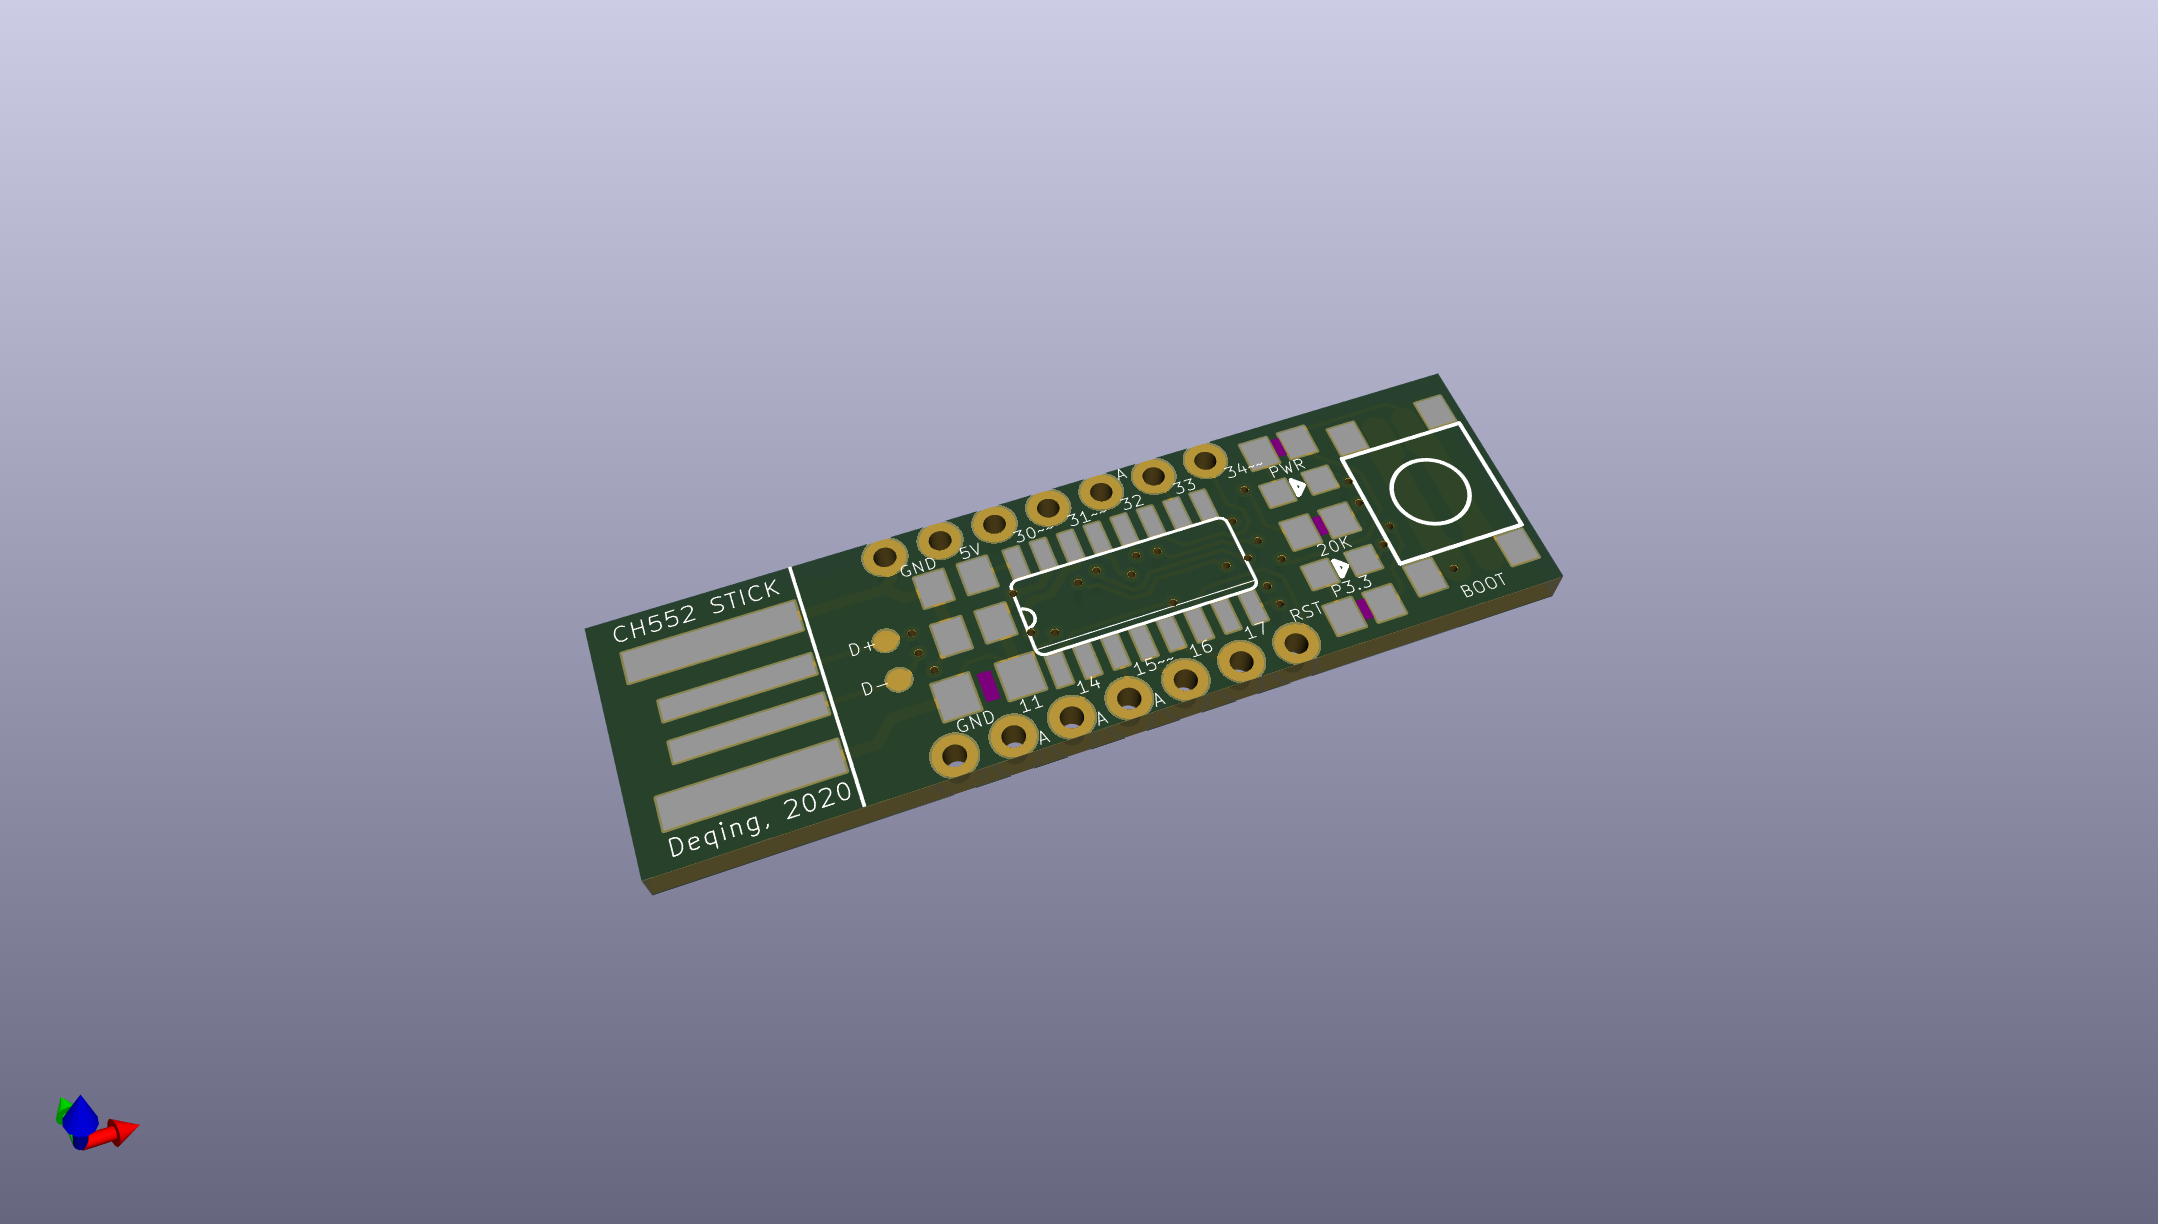 CH552 STICK
GND
5V
30~~
31~~
A
32
33
34~~
PWR
D+
D-
20K
P3.3
RST
BOOT
GND
11
14
15~~
16
17
A
A
A
Deqing, 2020